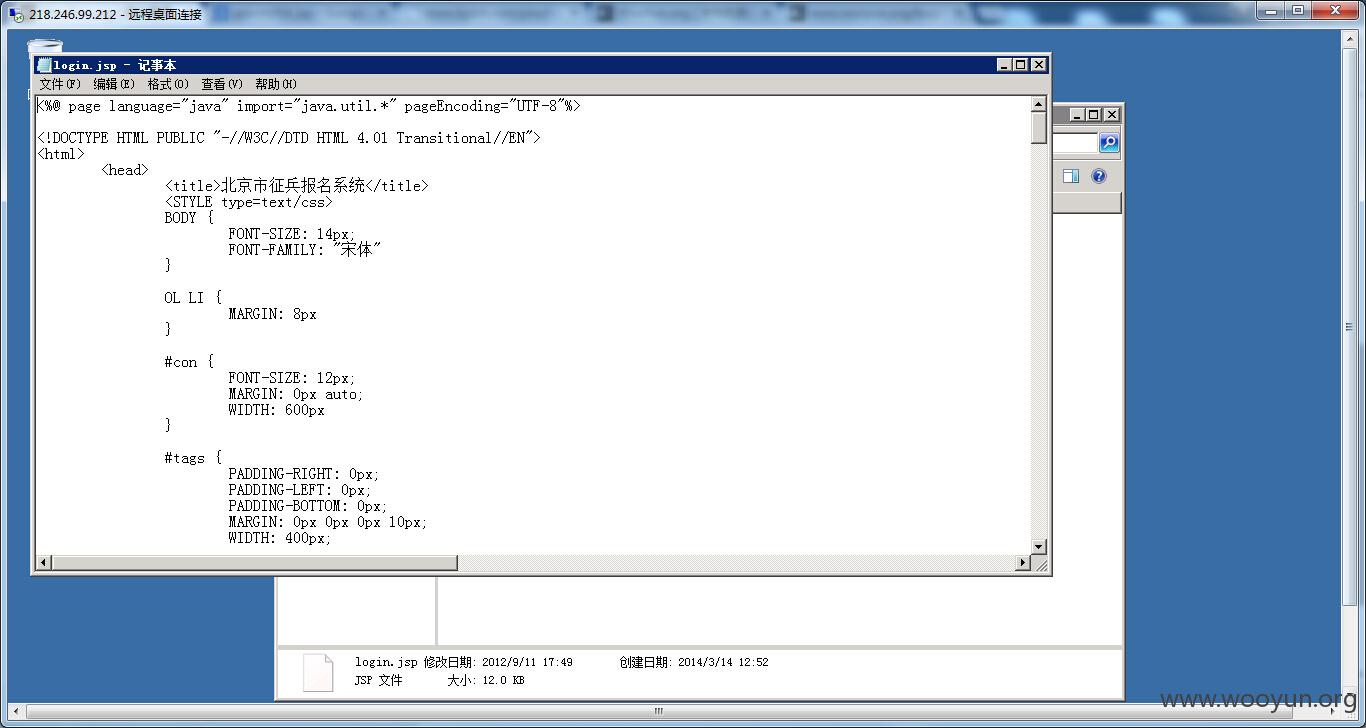 218.246.99.212 - 远程桌面连接
login.jsp - 记事本
文件(F) 编辑(E) 格式(O) 查看(V) 帮助(H)
<%@ page language="java" import="java.util.*" pageEncoding="UTF-8"%>
<!DOCTYPE HTML PUBLIC "-//W3C//DTD HTML 4.01 Transitional//EN">
<html>
<head>
<title>北京市征兵报名系统</title>
<STYLE type=text/css>
BODY {
FONT-SIZE: 14px;
FONT-FAMILY: "宋体"
}
OL LI {
MARGIN: 8px
}
#con {
FONT-SIZE: 12px;
MARGIN: 0px auto;
WIDTH: 600px
}
#tags {
PADDING-RIGHT: 0px;
PADDING-LEFT: 0px;
PADDING-BOTTOM: 0px;
MARGIN: 0px 0px 0px 10px;
WIDTH: 400px;
login.jsp 修改日期: 2012/9/11 17:49 创建日期: 2014/3/14 12:52
JSP 文件 大小: 12.0 KB
www.wooyun.org